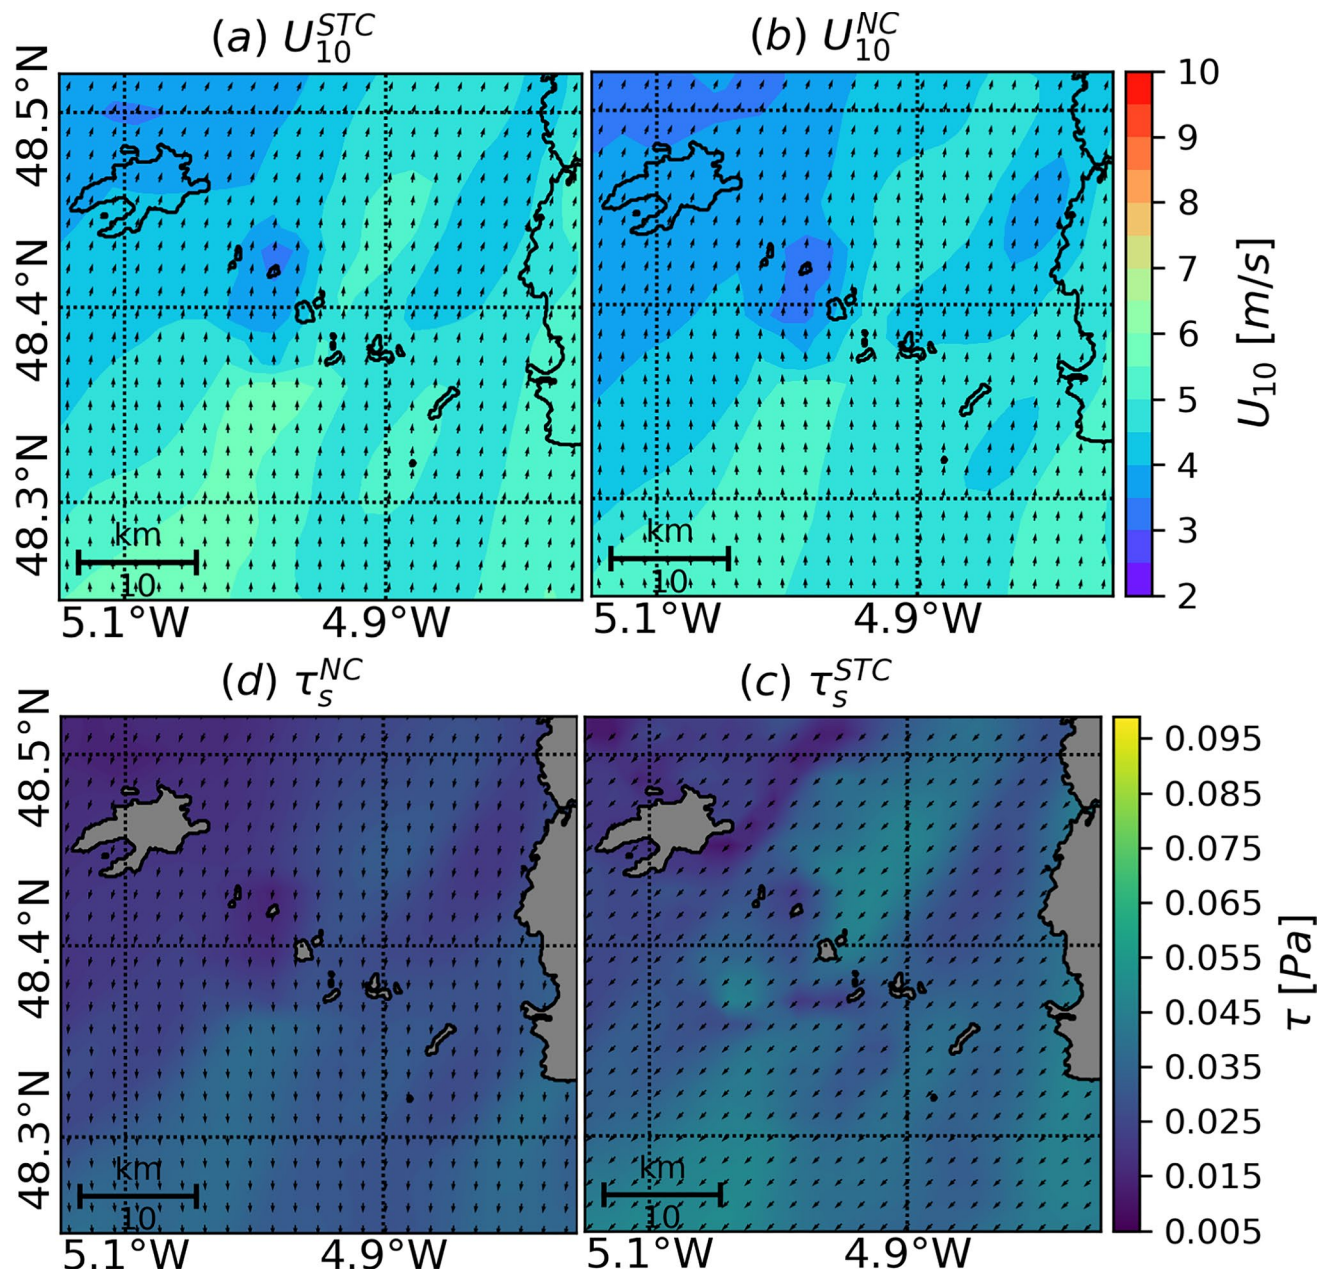 (a) U₁₀^STC
(b) U₁₀^NC
48.5°N
48.4°N
48.3°N
km
10
km
10
5.1°W
4.9°W
5.1°W
4.9°W
10
9
8
7
6
5
4
3
2
U₁₀ [m/s]
(d) τₛ^NC
(c) τₛ^STC
48.5°N
48.4°N
48.3°N
km
10
km
10
5.1°W
4.9°W
5.1°W
4.9°W
0.095
0.085
0.075
0.065
0.055
0.045
0.035
0.025
0.015
0.005
τ [Pa]